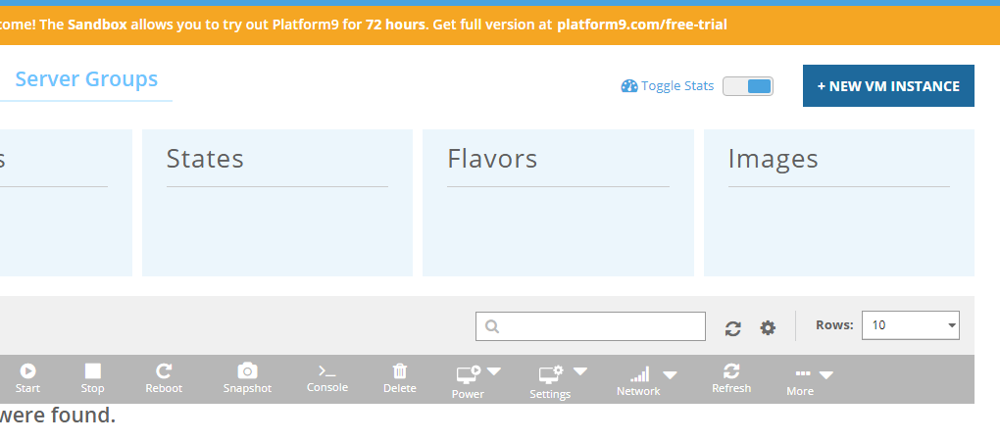 come! The Sandbox allows you to try out Platform9 for 72 hours. Get full version at platform9.com/free-trial
Server Groups
Toggle Stats
+ NEW VM INSTANCE
s
States
Flavors
Images
Rows: 10
Start
Stop
Reboot
Snapshot
Console
Delete
Power
Settings
Network
Refresh
More
were found.